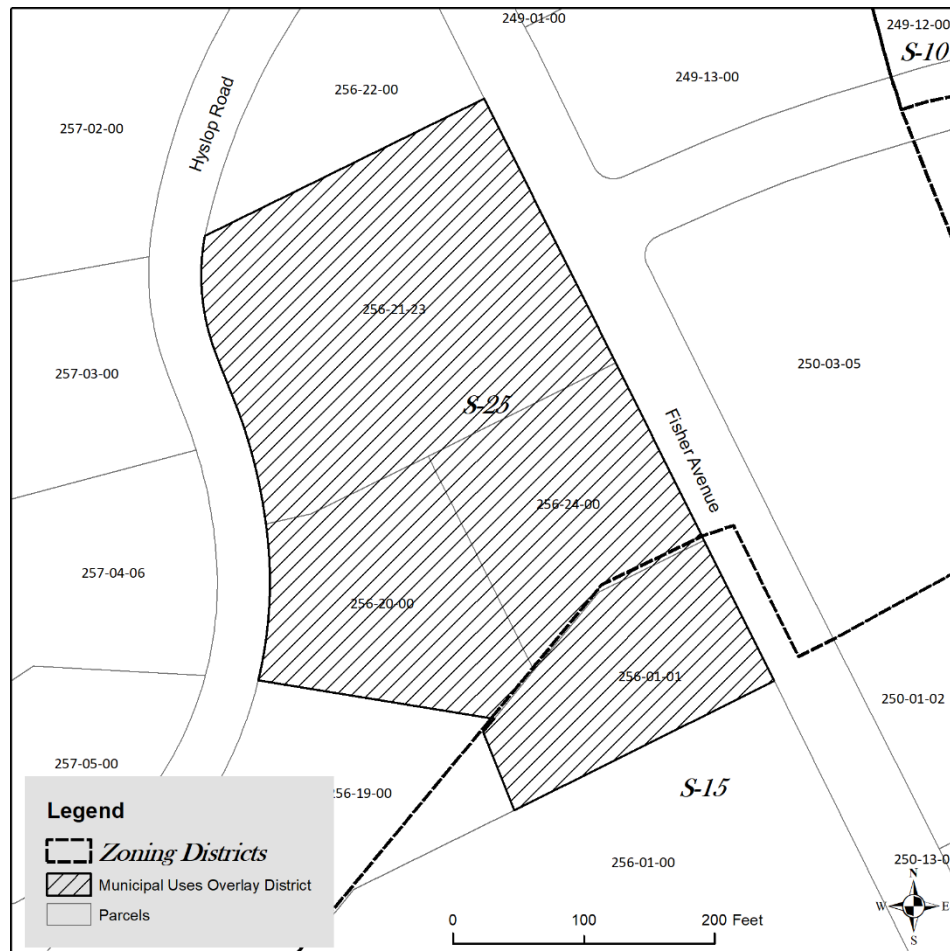 249-01-00
249-12-00
S-10
249-13-00
256-22-00
257-02-00
Hyslop Road
256-21-23
257-03-00
250-03-05
S-25
Fisher Avenue
256-24-00
257-04-06
256-20-00
256-01-01
250-01-02
257-05-00
256-19-00
S-15
256-01-00
250-13-0
Legend
Zoning Districts
Municipal Uses Overlay District
Parcels
0 100 200 Feet
N
W E
S